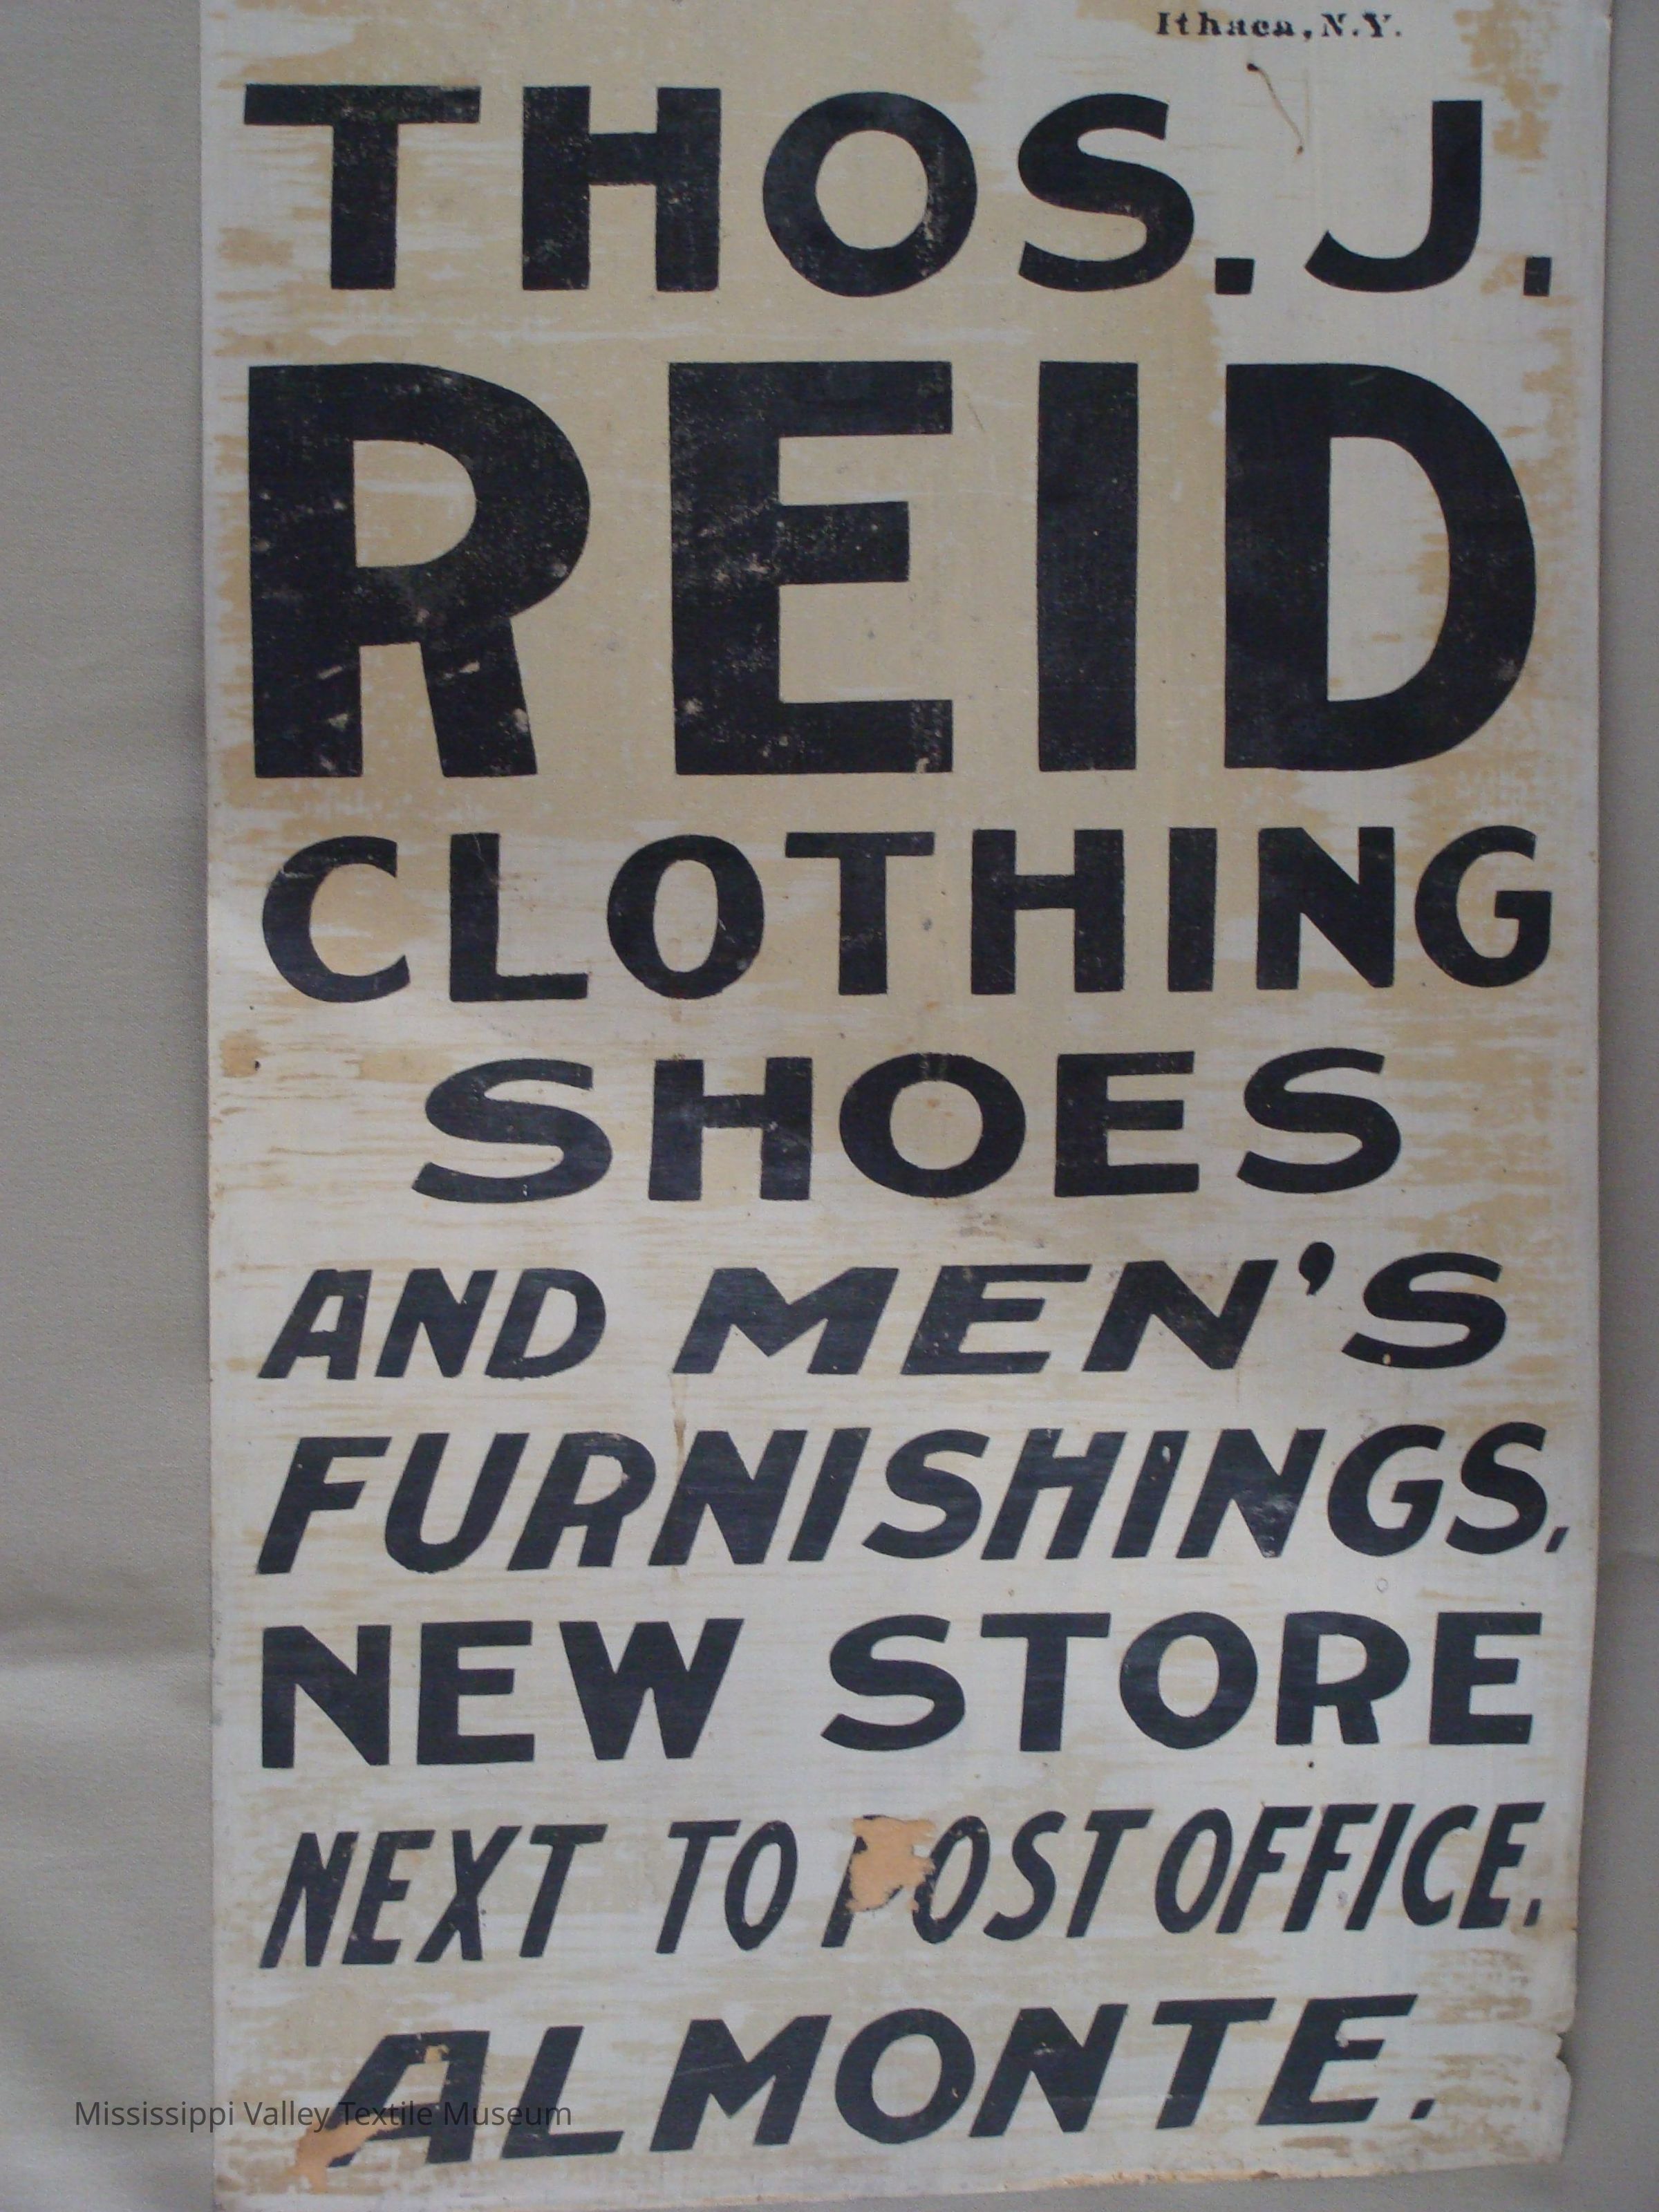 Ithaca, N.Y.
THOS. J.
REID
CLOTHING
SHOES
AND MEN'S
FURNISHINGS.
NEW STORE
NEXT TO POST OFFICE.
ALMONTE.
Mississippi Valley Textile Museum